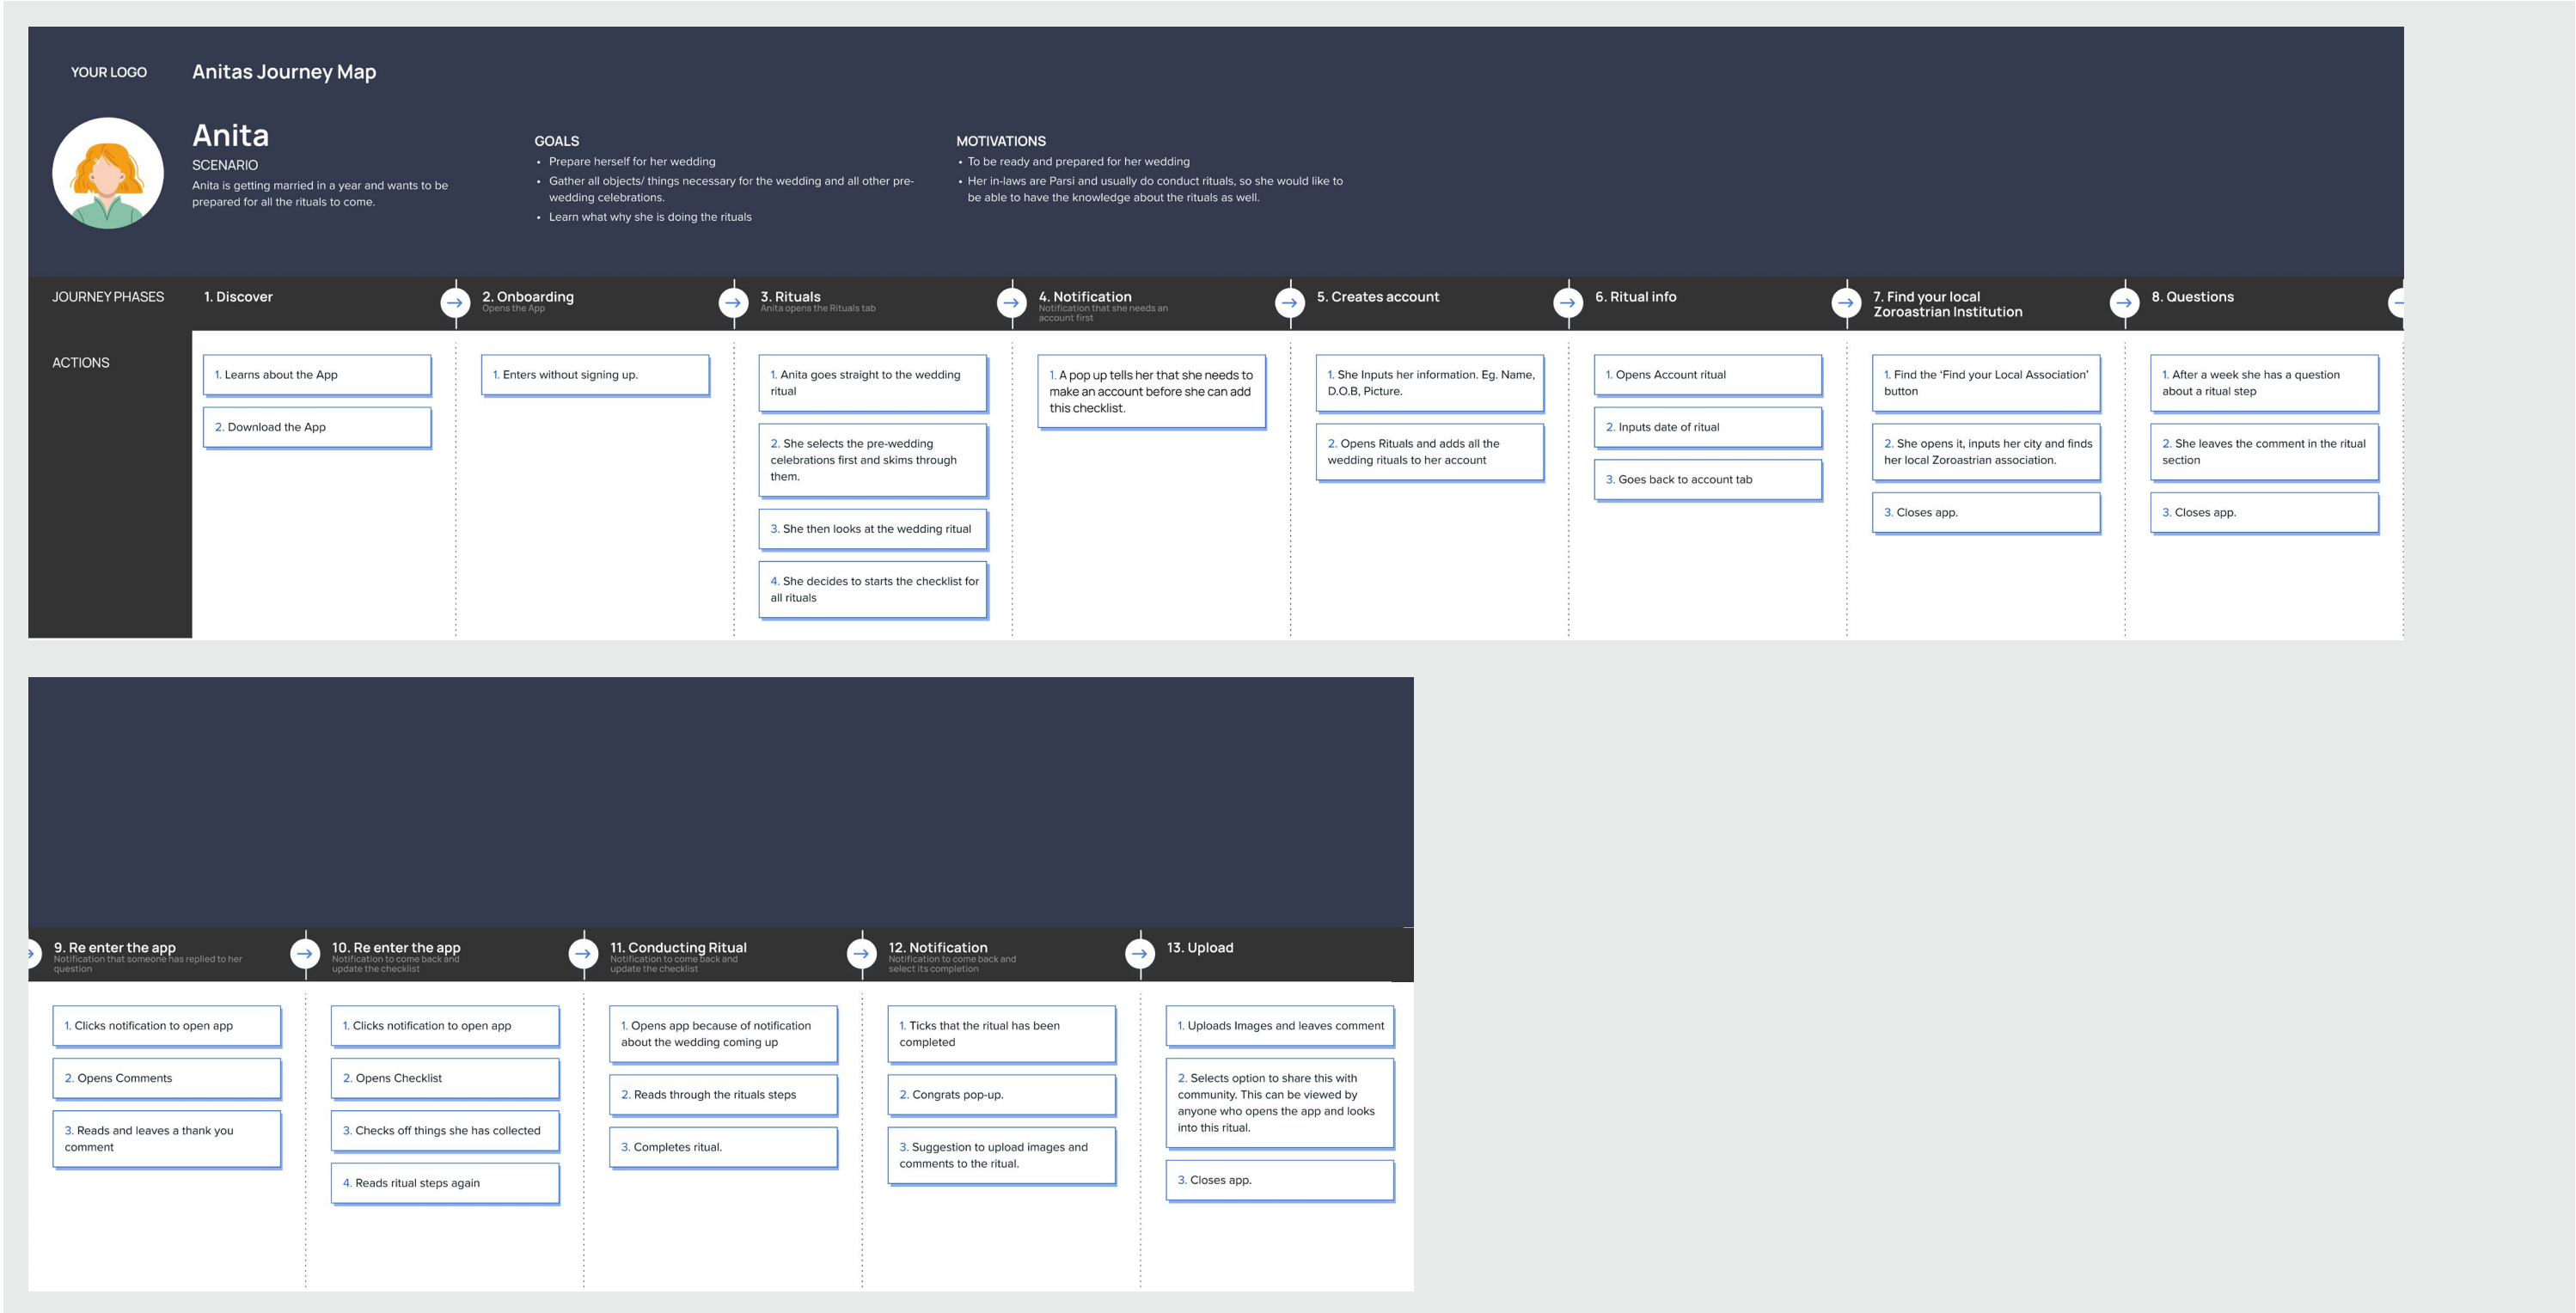 YOUR LOGO
Anitas Journey Map
Anita
SCENARIO
Anita is getting married in a year and wants to be
prepared for all the rituals to come.
GOALS
• Prepare herself for her wedding
• Gather all objects/ things necessary for the wedding and all other pre-
wedding celebrations.
• Learn what why she is doing the rituals
MOTIVATIONS
• To be ready and prepared for her wedding
• Her in-laws are Parsi and usually do conduct rituals, so she would like to
be able to have the knowledge about the rituals as well.
JOURNEY PHASES
1. Discover
2. Onboarding
Opens the App
3. Rituals
Anita opens the Rituals tab
4. Notification
Notification that she needs an
account first
5. Creates account
6. Ritual info
7. Find your local
Zoroastrian Institution
8. Questions
ACTIONS
1. Learns about the App
2. Download the App
1. Enters without signing up.
1. Anita goes straight to the wedding
ritual
2. She selects the pre-wedding
celebrations first and skims through
them.
3. She then looks at the wedding ritual
4. She decides to starts the checklist for
all rituals
1. A pop up tells her that she needs to
make an account before she can add
this checklist.
1. She Inputs her information. Eg. Name,
D.O.B, Picture.
2. Opens Rituals and adds all the
wedding rituals to her account
1. Opens Account ritual
2. Inputs date of ritual
3. Goes back to account tab
1. Find the ‘Find your Local Association’
button
2. She opens it, inputs her city and finds
her local Zoroastrian association.
3. Closes app.
1. After a week she has a question
about a ritual step
2. She leaves the comment in the ritual
section
3. Closes app.
9. Re enter the app
Notification that someone has replied to her
question
10. Re enter the app
Notification to come back and
update the checklist
11. Conducting Ritual
Notification to come back and
update the checklist
12. Notification
Notification to come back and
select its completion
13. Upload
1. Clicks notification to open app
2. Opens Comments
3. Reads and leaves a thank you
comment
1. Clicks notification to open app
2. Opens Checklist
3. Checks off things she has collected
4. Reads ritual steps again
1. Opens app because of notification
about the wedding coming up
2. Reads through the rituals steps
3. Completes ritual.
1. Ticks that the ritual has been
completed
2. Congrats pop-up.
3. Suggestion to upload images and
comments to the ritual.
1. Uploads Images and leaves comment
2. Selects option to share this with
community. This can be viewed by
anyone who opens the app and looks
into this ritual.
3. Closes app.